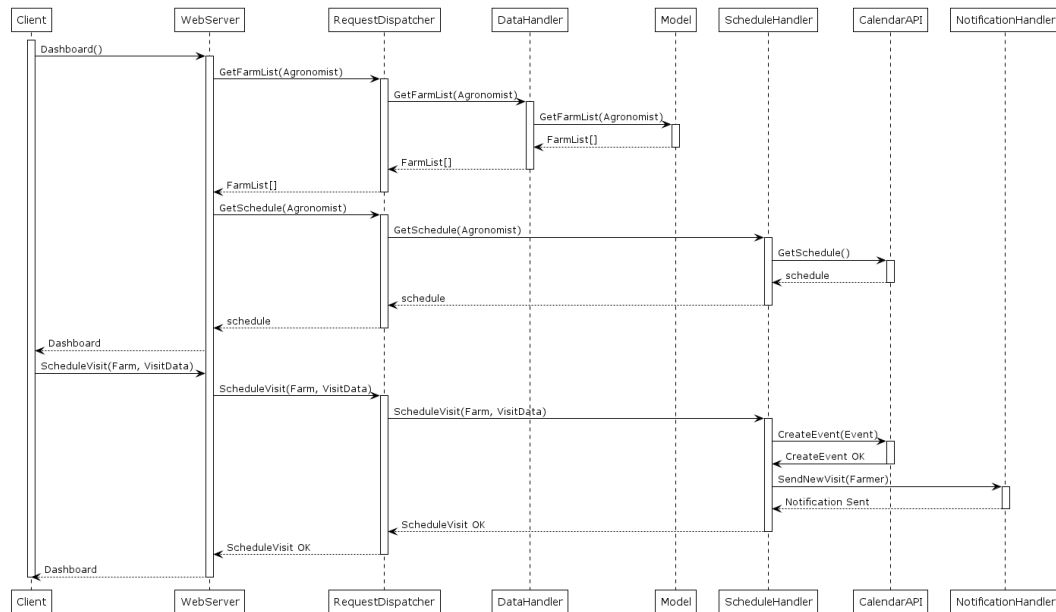 Client WebServer RequestDispatcher DataHandler Model ScheduleHandler CalendarAPI NotificationHandler
Dashboard()
GetFarmList(Agronomist)
GetFarmList(Agronomist)
GetFarmList(Agronomist)
FarmList[]
FarmList[]
FarmList[]
GetSchedule(Agronomist)
GetSchedule(Agronomist)
GetSchedule()
schedule
schedule
schedule
Dashboard
ScheduleVisit(Farm, VisitData)
ScheduleVisit(Farm, VisitData)
ScheduleVisit(Farm, VisitData)
CreateEvent(Event)
CreateEvent OK
SendNewVisit(Farmer)
Notification Sent
ScheduleVisit OK
ScheduleVisit OK
Dashboard
Client WebServer RequestDispatcher DataHandler Model ScheduleHandler CalendarAPI NotificationHandler